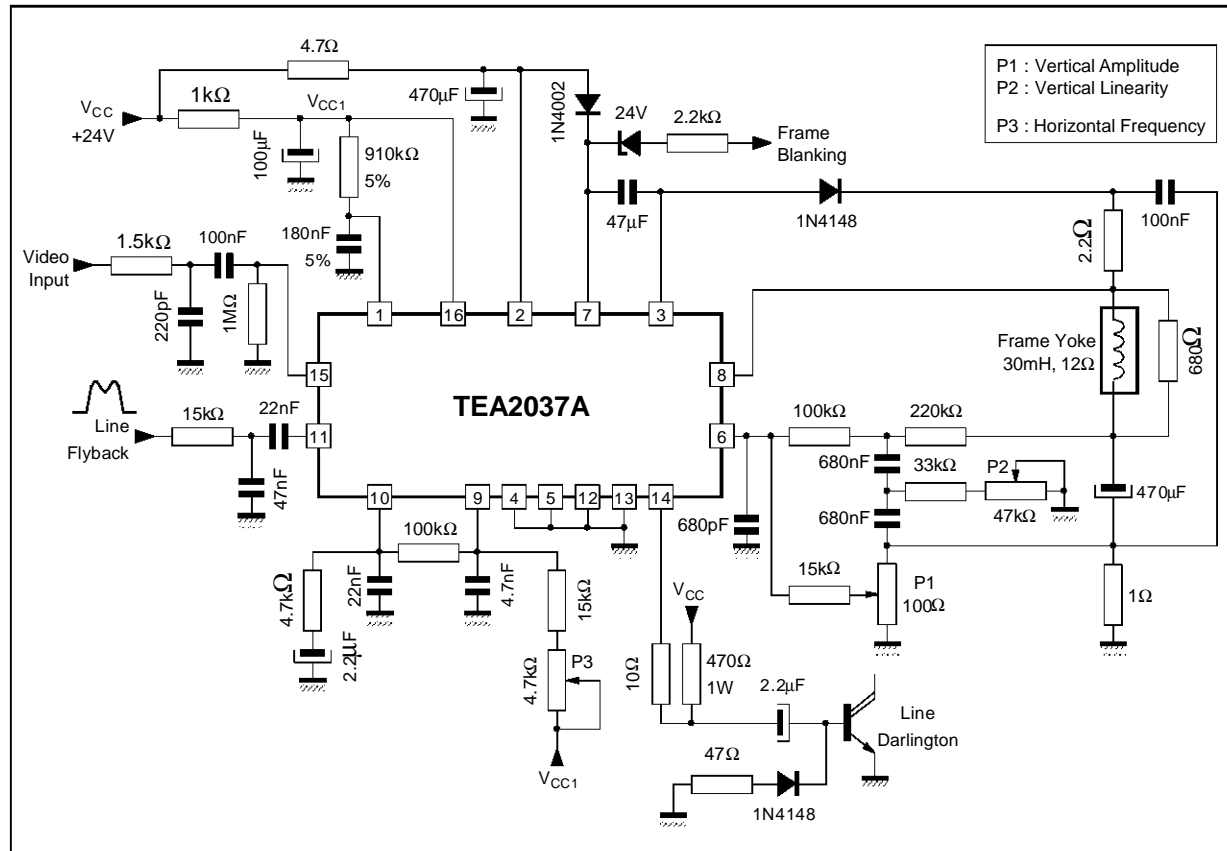 4.7Ω
P1 : Vertical Amplitude
P2 : Vertical Linearity
P3 : Horizontal Frequency
VCC
+24V
1kΩ
VCC1
470µF
1N4002
24V
2.2kΩ
Frame
Blanking
100µF
910kΩ
5%
47µF
1N4148
100nF
2.2Ω
Video
Input
1.5kΩ
100nF
180nF
5%
220pF
1MΩ
1
16
2
7
3
Frame Yoke
30mH, 12Ω
680Ω
15
8
TEA2037A
Line
Flyback
15kΩ
22nF
11
6
100kΩ
220kΩ
47nF
680nF
33kΩ
P2
47kΩ
470µF
10
9
4
5
12
13
14
680pF
680nF
100kΩ
4.7kΩ
22nF
4.7nF
15kΩ
VCC
15kΩ
P1
100Ω
1Ω
2.2µF
4.7kΩ
P3
10Ω
470Ω
1W
2.2µF
Line
Darlington
VCC1
47Ω
1N4148